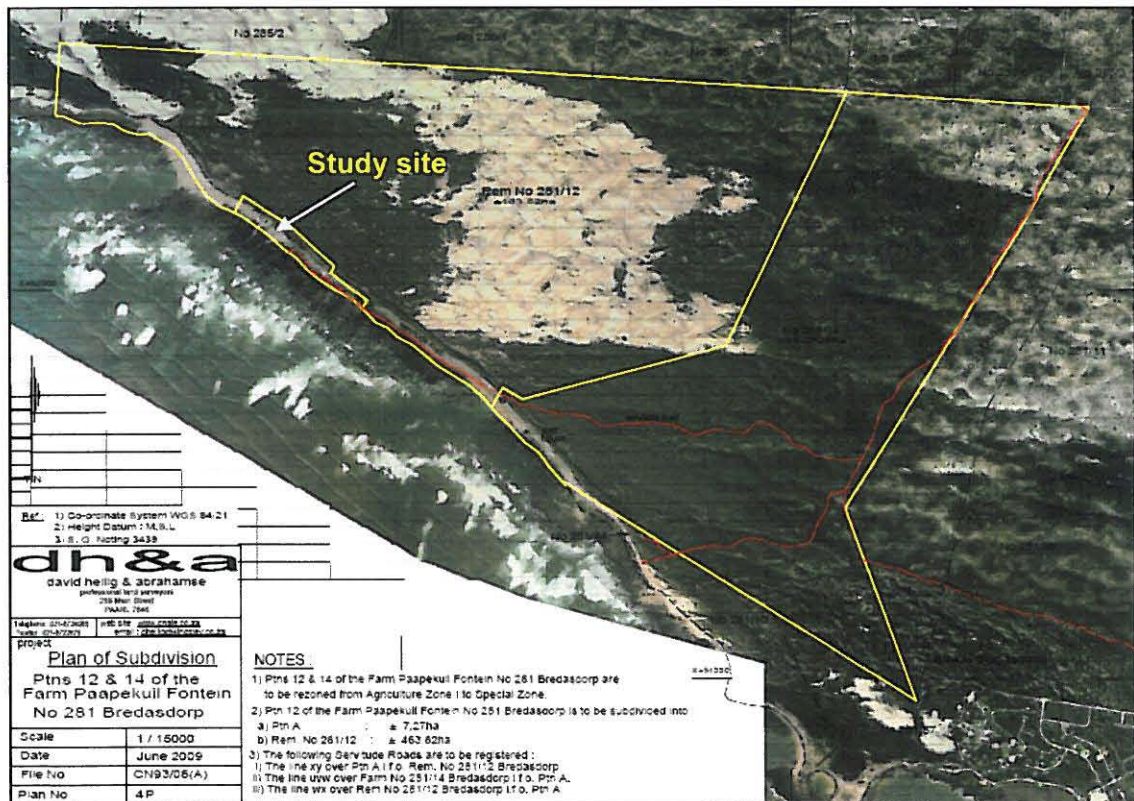 No 285/2
Study site
Rem No 281/12
Ref: 1) Co-ordinate System WGS 84/21
2) Height Datum : M.S.L
3) S. G. Noting 3439
dh&a
david hellig & abrahamse
professional land surveyors
project
Plan of Subdivision
Ptns 12 & 14 of the
Farm Paapekuil Fontein
No 281 Bredasdorp
Scale 1 / 15000
Date June 2009
File No CN93/06(A)
Plan No 4P
NOTES :
1) Ptns 12 & 14 of the Farm Paapekuil Fontein No 281 Bredasdorp are
to be rezoned from Agriculture Zone I to Special Zone.
2) Ptn 12 of the Farm Paapekuil Fontein No 281 Bredasdorp is to be subdivided into
a) Ptn A : ± 7,27ha
b) Rem. No 281/12 : ± 463.62ha
3) The following Servitude Roads are to be registered :
I) The line xy over Ptn A i.f.o. Rem. No 281/12 Bredasdorp
II) The line uvw over Farm No 281/14 Bredasdorp i.f.o. Ptn A.
III) The line wx over Rem No 281/12 Bredasdorp i.f.o. Ptn A